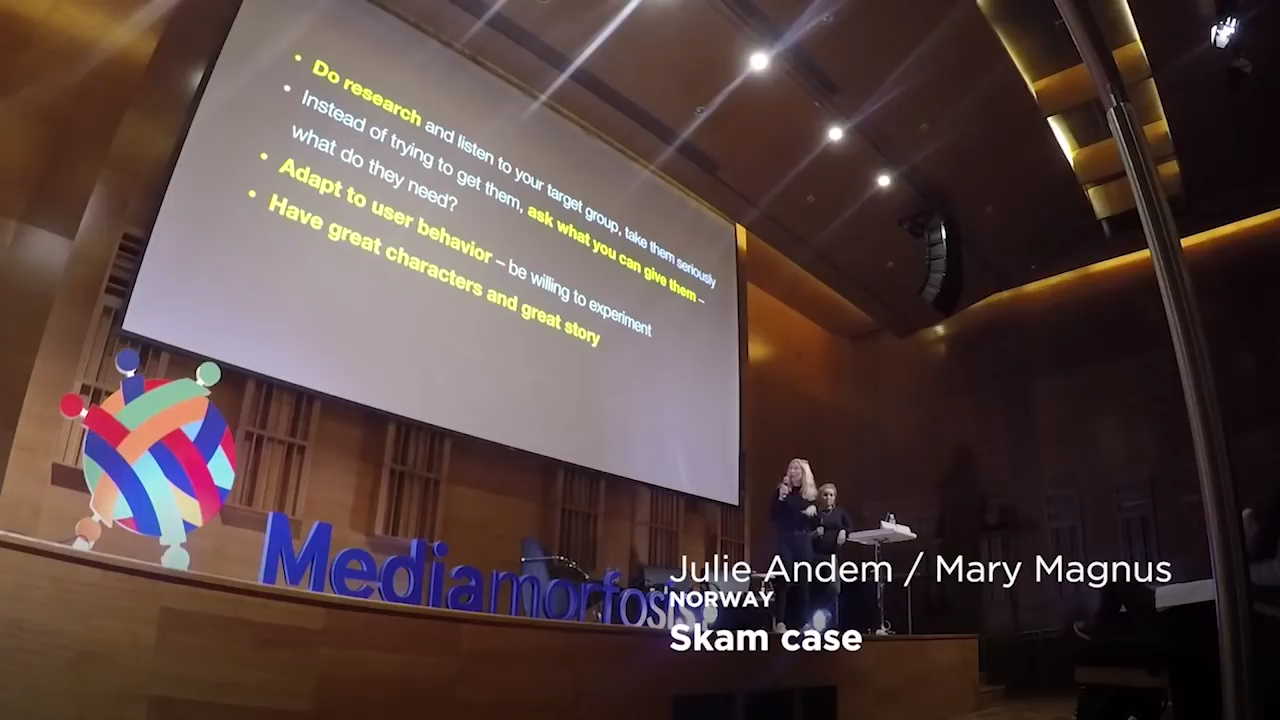 • Do research and listen to your target group, take them seriously
• Instead of trying to get them, ask what you can give them –
what do they need?
• Adapt to user behavior – be willing to experiment
• Have great characters and great story
Mediamorfosis
Julie Andem / Mary Magnus
NORWAY
Skam case